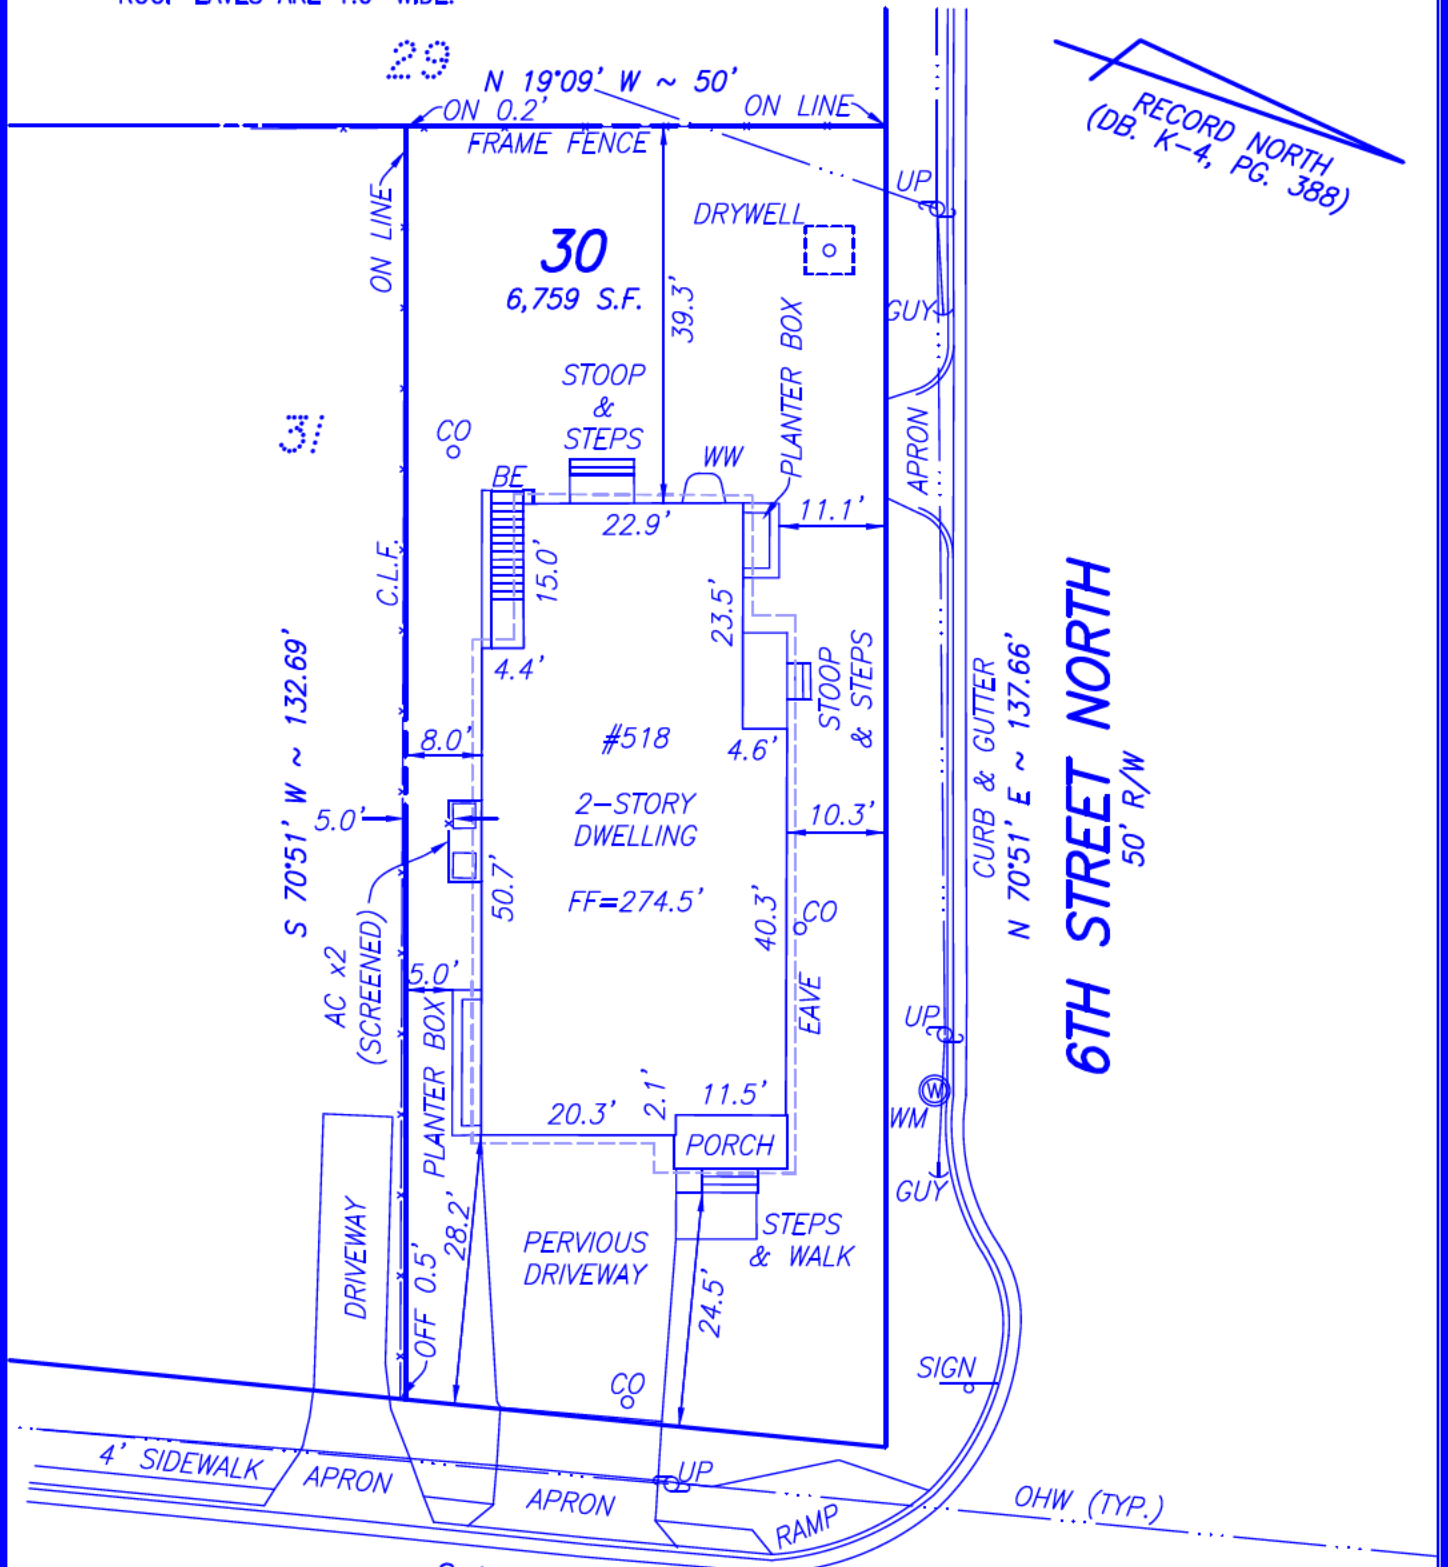 29
N 19°09' W ~ 50'
ON 0.2'
ON LINE
FRAME FENCE
RECORD NORTH
(DB. K-4, PG. 388)
UP
ON LINE
DRYWELL
30
6,759 S.F.
39.3'
GUY
PLANTER BOX
STOOP
&
STEPS
31
CO
BE
WW
APRON
22.9'
11.1'
15.0'
C.L.F.
23.5'
4.4'
STOOP
& STEPS
S 70°51' W ~ 132.69'
8.0'
#518
4.6'
CURB & GUTTER
N 70°51' E ~ 137.66'
6TH STREET NORTH
50' R/W
5.0'
2-STORY
DWELLING
10.3'
50.7'
FF=274.5'
40.3'
CO
AC x2
(SCREENED)
5.0'
PLANTER BOX
EAVE
UP
W
WM
2.1'
11.5'
20.3'
PORCH
GUY
DRIVEWAY
28.2'
PERVIOUS
DRIVEWAY
STEPS
& WALK
OFF 0.5'
24.5'
SIGN
CO
4' SIDEWALK
APRON
APRON
UP
RAMP
OHW (TYP.)